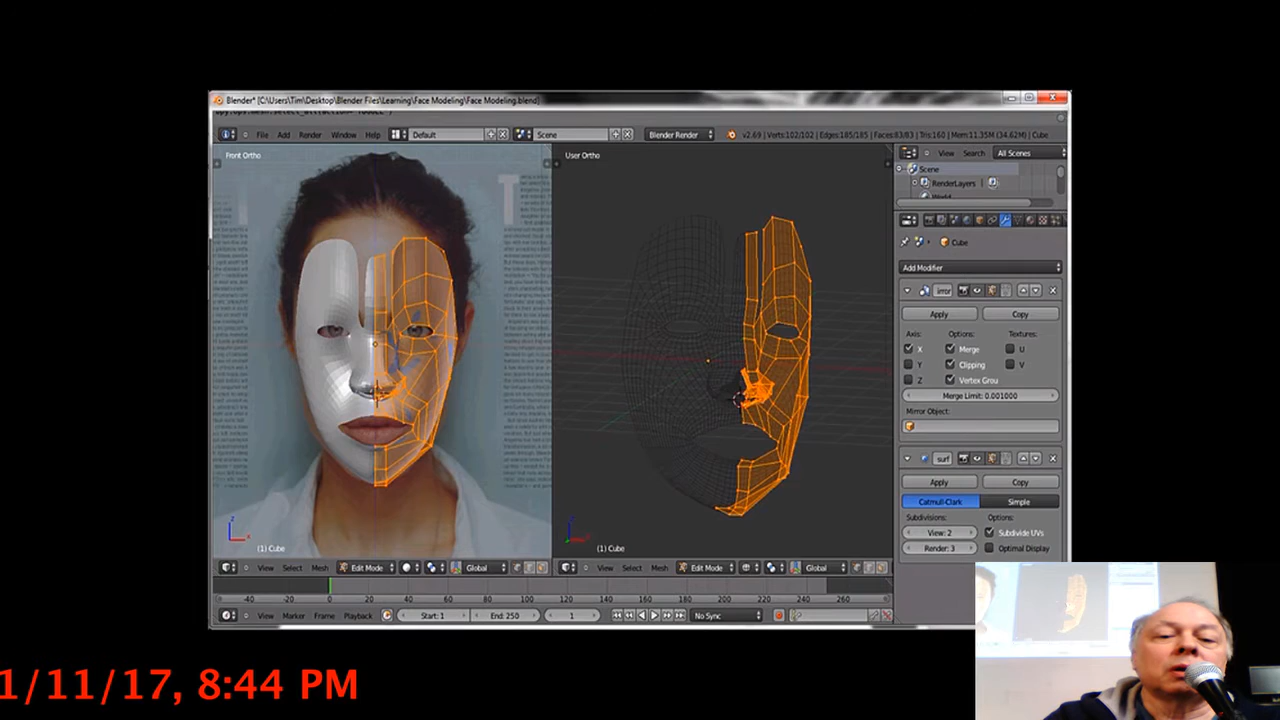 Blender* [C:\Users\Tim\Desktop\Blender Files\Learning\Face Modeling\Face Modeling.blend]
File Add Render Window Help Default Scene Blender Render v2.69 | Verts:102/102 | Edges:185/185 | Faces:83/83 | Tris:160 | Mem:11.35M (34.62M) | Cube
Front Ortho
User Ortho
View Search All Scenes
Scene
RenderLayers
World
Cube
Add Modifier
irror
Apply Copy
Axis: Options: Textures:
X Merge U
Y Clipping V
Z Vertex Grou
Merge Limit: 0.001000
Mirror Object:
surf
Apply Copy
Catmull-Clark Simple
Subdivisions: Options:
View: 2 Subdivide UVs
Render: 3 Optimal Display
T
(1) Cube
(1) Cube
View Select Mesh Edit Mode Global
View Select Mesh Edit Mode Global
-40 -20 0 20 40 60 80 100 120 140 160 180 200 220 240 260
View Marker Frame Playback Start: 1 End: 250 1 No Sync
1/11/17, 8:44 PM